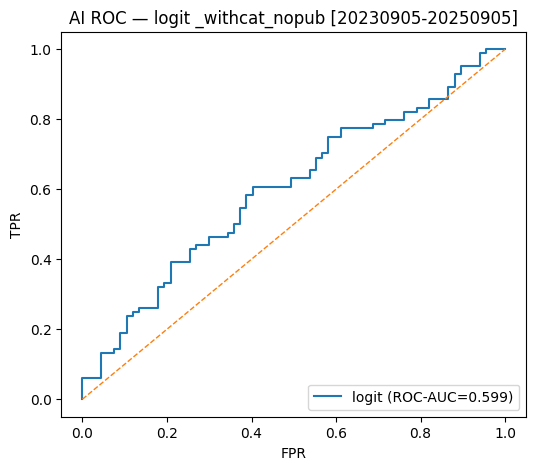 AI ROC — logit _withcat_nopub [20230905-20250905]
1.0
0.8
0.6
0.4
0.2
0.0
TPR
logit (ROC-AUC=0.599)
0.0 0.2 0.4 0.6 0.8 1.0
FPR